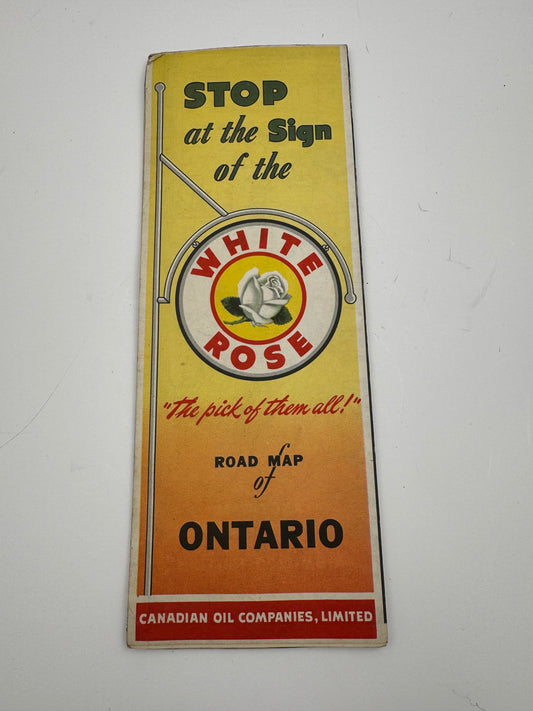 STOP
at the Sign
of the
WHITE
ROSE
"The pick of them all!"
ROAD MAP
of
ONTARIO
CANADIAN OIL COMPANIES, LIMITED